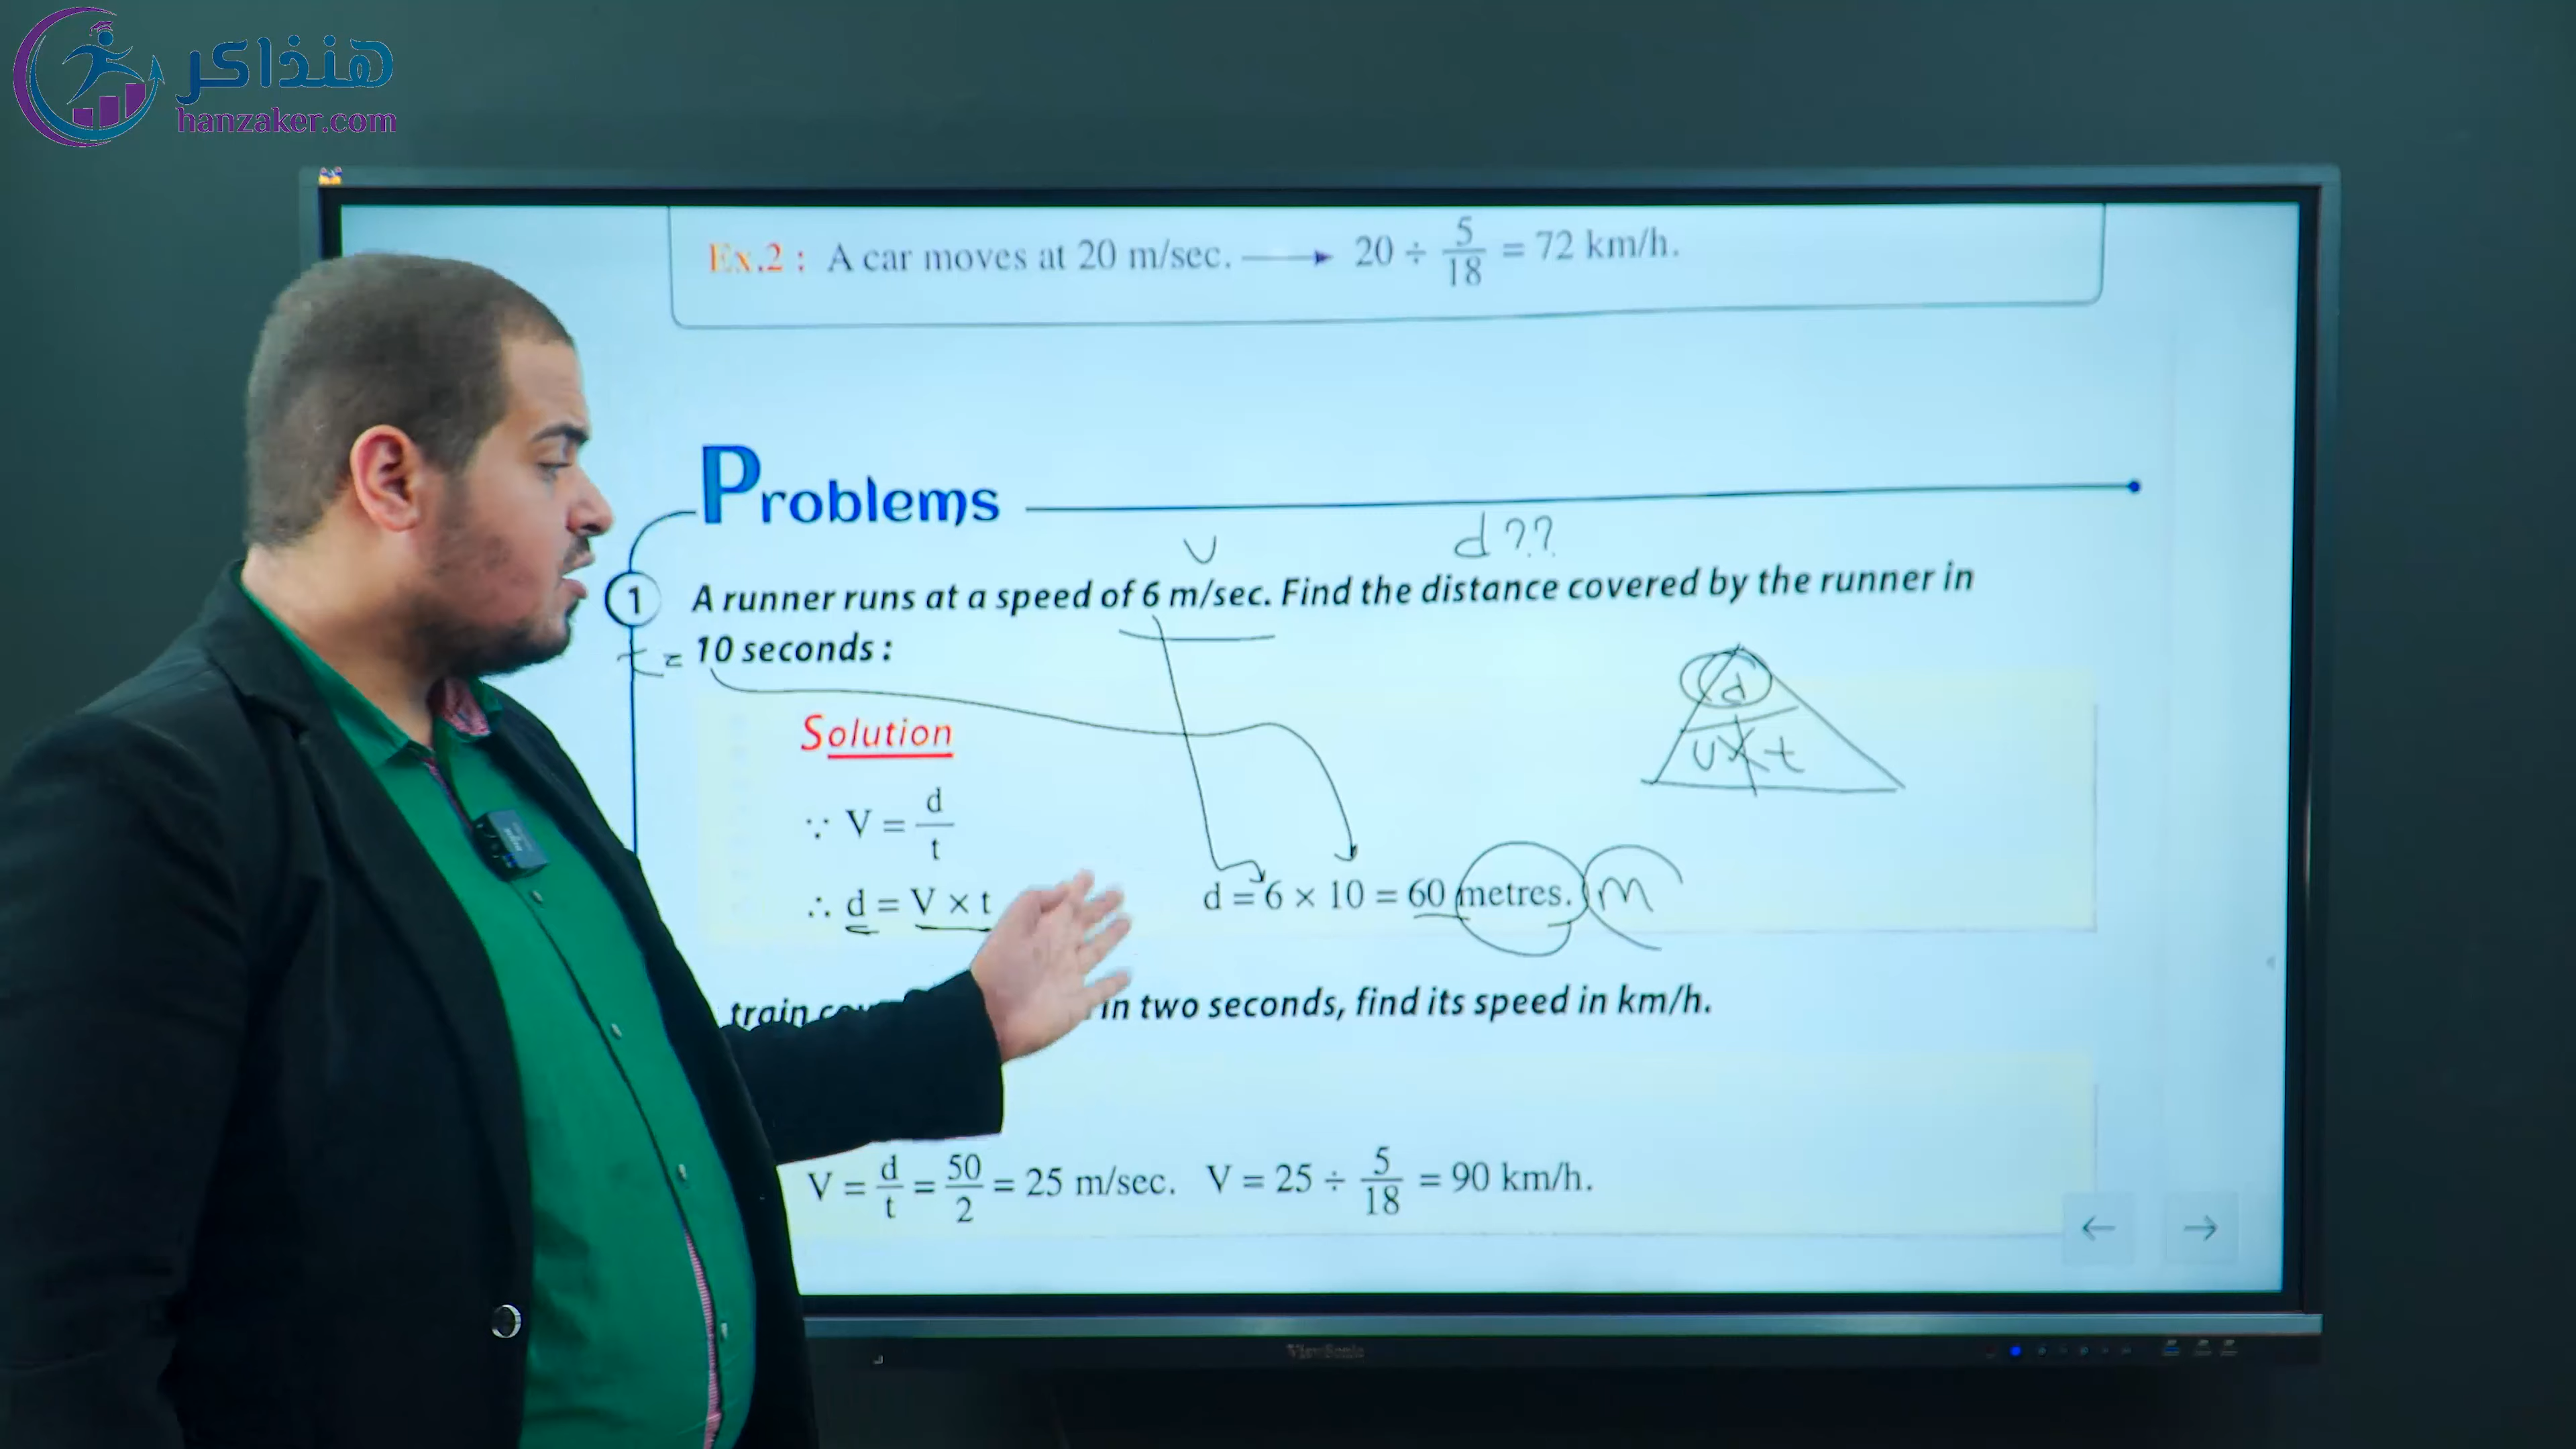 هنذاكر
hanzaker.com
Ex.2 : A car moves at 20 m/sec. → 20 ÷ 5/18 = 72 km/h.
Problems
V
d??
1 A runner runs at a speed of 6 m/sec. Find the distance covered by the runner in
t = 10 seconds :
d
v × t
Solution
∵ V = d/t
∴ d = V × t d = 6 × 10 = 60 metres. m
train in two seconds, find its speed in km/h.
V = d/t = 50/2 = 25 m/sec. V = 25 ÷ 5/18 = 90 km/h.
← →
ViewSonic